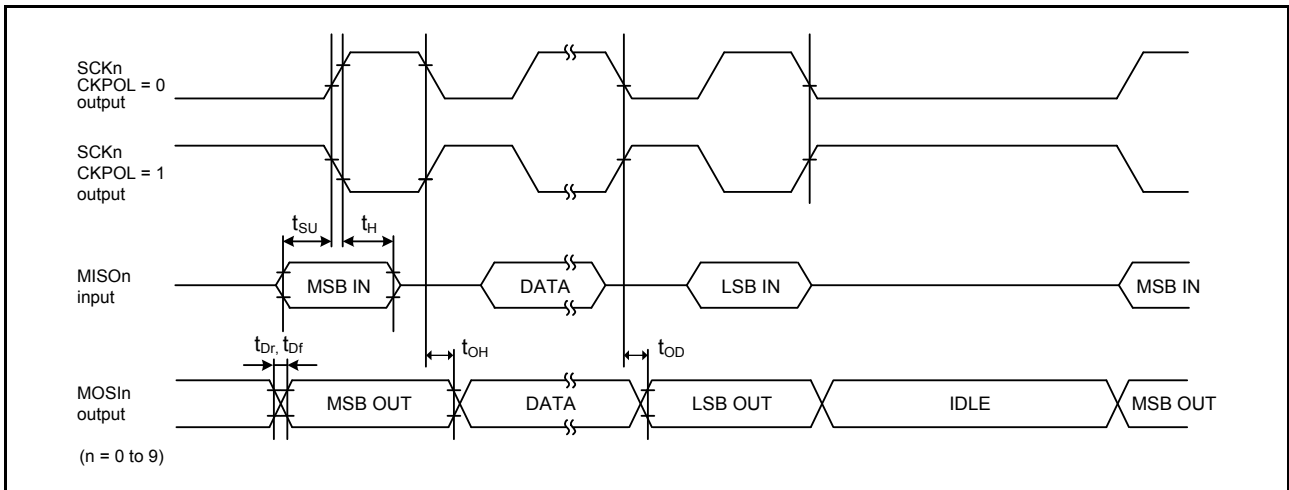 SCKn
CKPOL = 0
output
SCKn
CKPOL = 1
output
tSU
tH
MISOn
input
MSB IN
DATA
LSB IN
MSB IN
tDr, tDf
tOH
tOD
MOSIn
output
MSB OUT
DATA
LSB OUT
IDLE
MSB OUT
(n = 0 to 9)